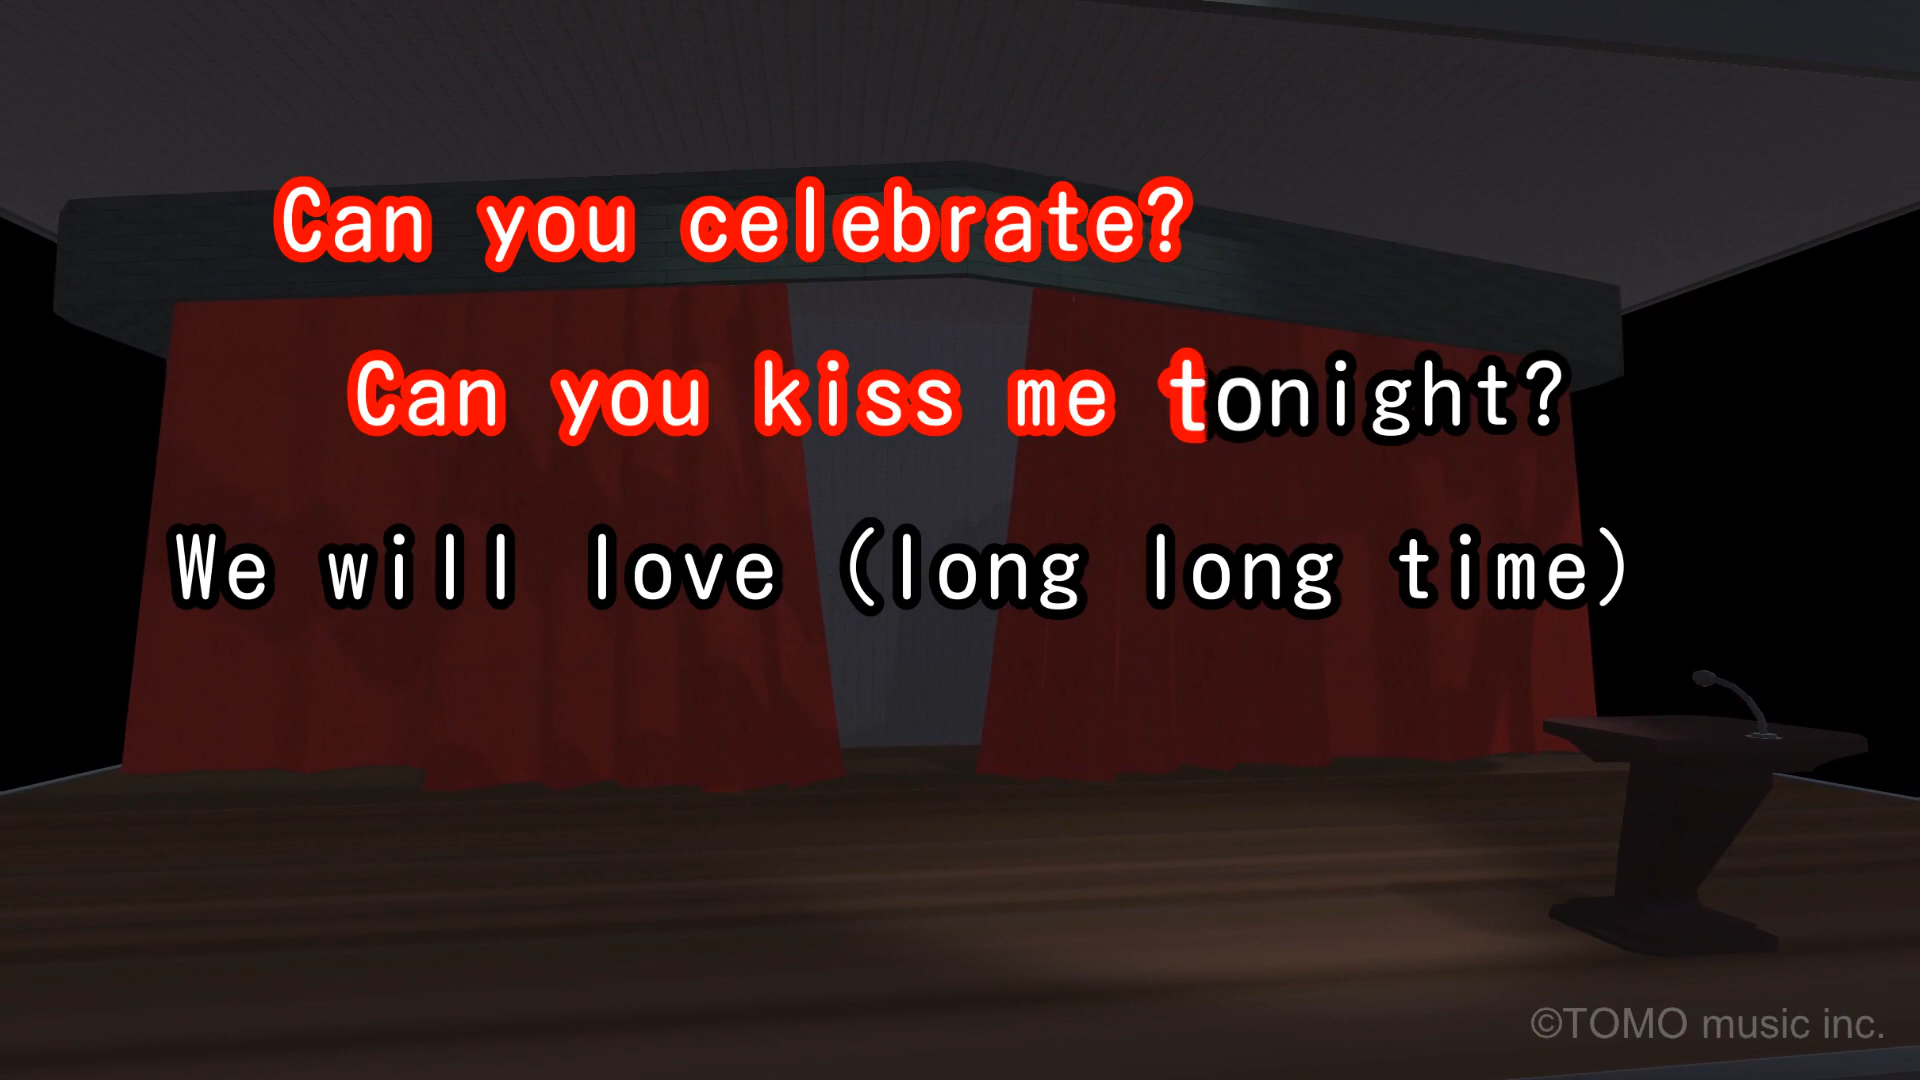 Can you celebrate?
Can you kiss me tonight?
We will love (long long time)
©TOMO music inc.